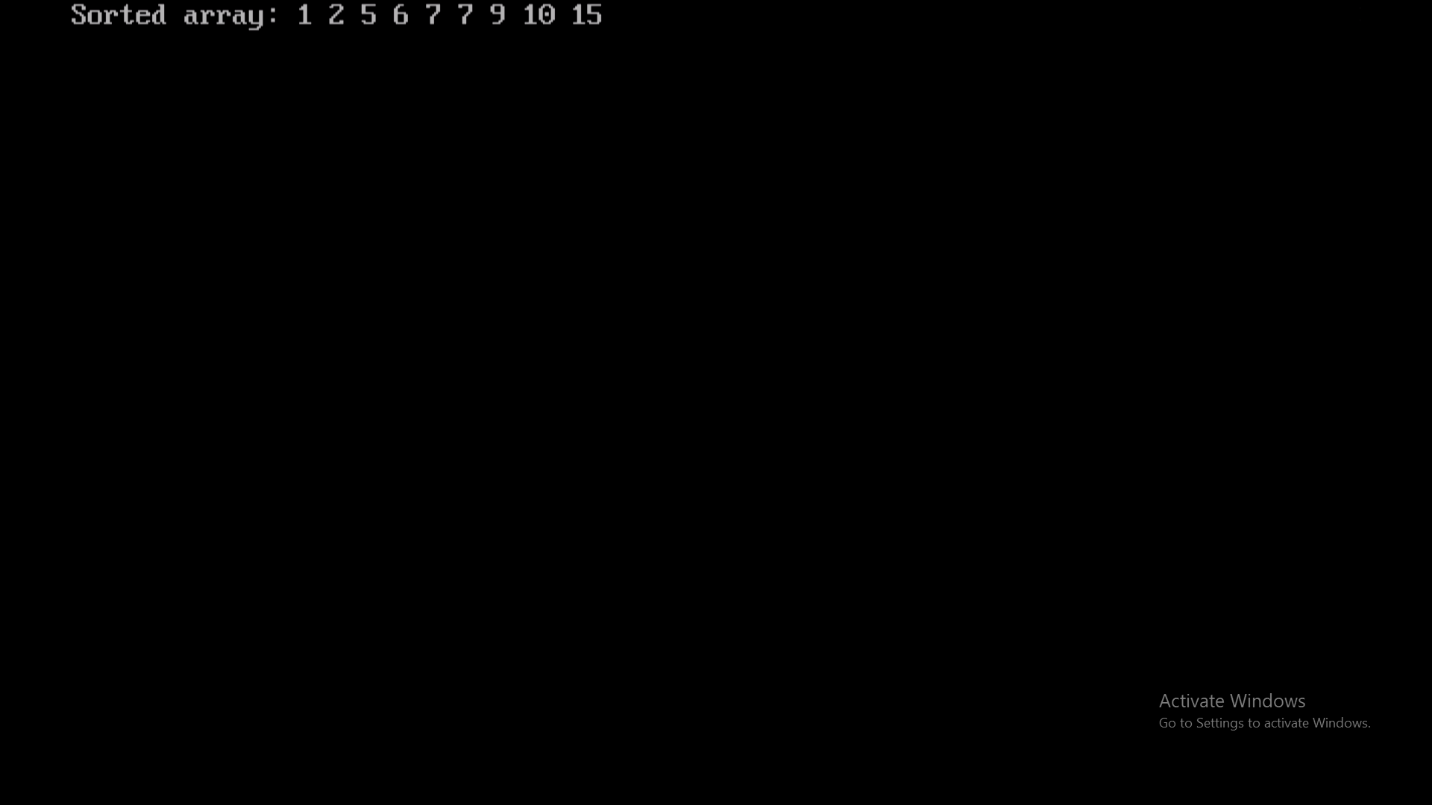 Sorted array: 1 2 5 6 7 7 9 10 15
Activate Windows
Go to Settings to activate Windows.